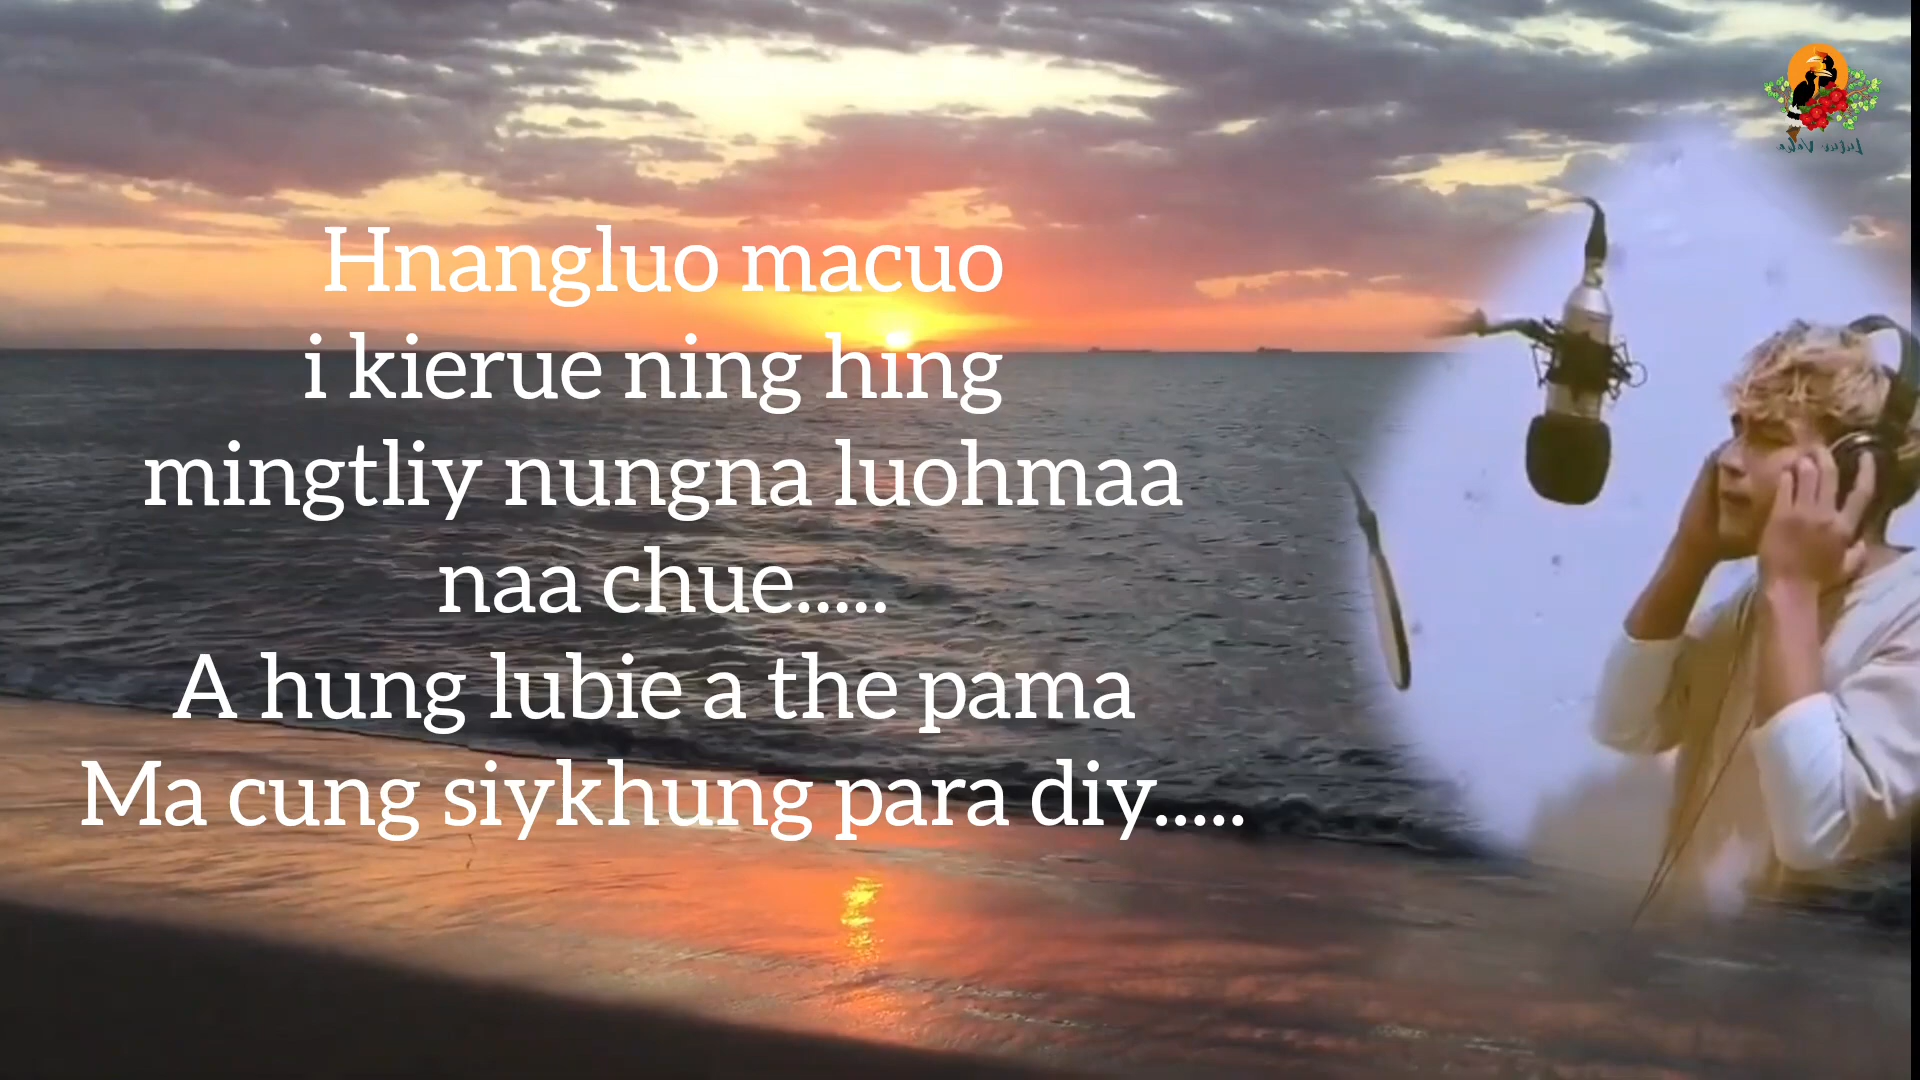 Hnangluo macuo
i kierue ning hing
mingtliy nungna luohmaa
naa chue.....
A hung lubie a the pama
Ma cung siykhung para diy.....